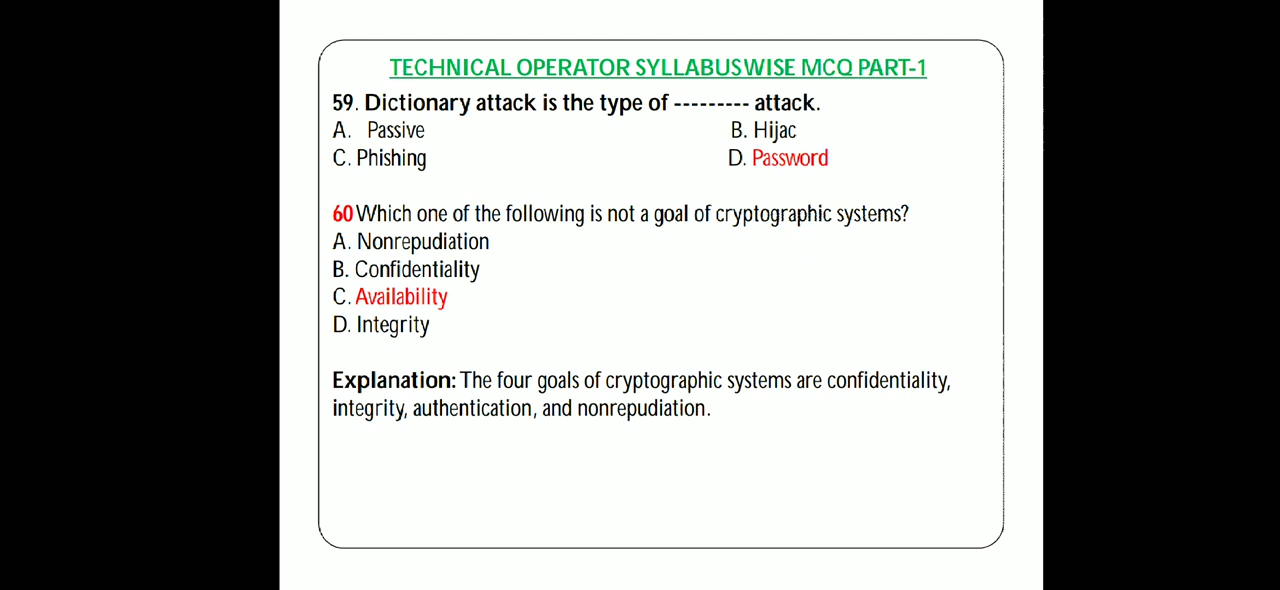 TECHNICAL OPERATOR SYLLABUSWISE MCQ PART-1
59. Dictionary attack is the type of --------- attack.
A. Passive B. Hijac
C. Phishing D. Password
60 Which one of the following is not a goal of cryptographic systems?
A. Nonrepudiation
B. Confidentiality
C. Availability
D. Integrity
Explanation: The four goals of cryptographic systems are confidentiality,
integrity, authentication, and nonrepudiation.